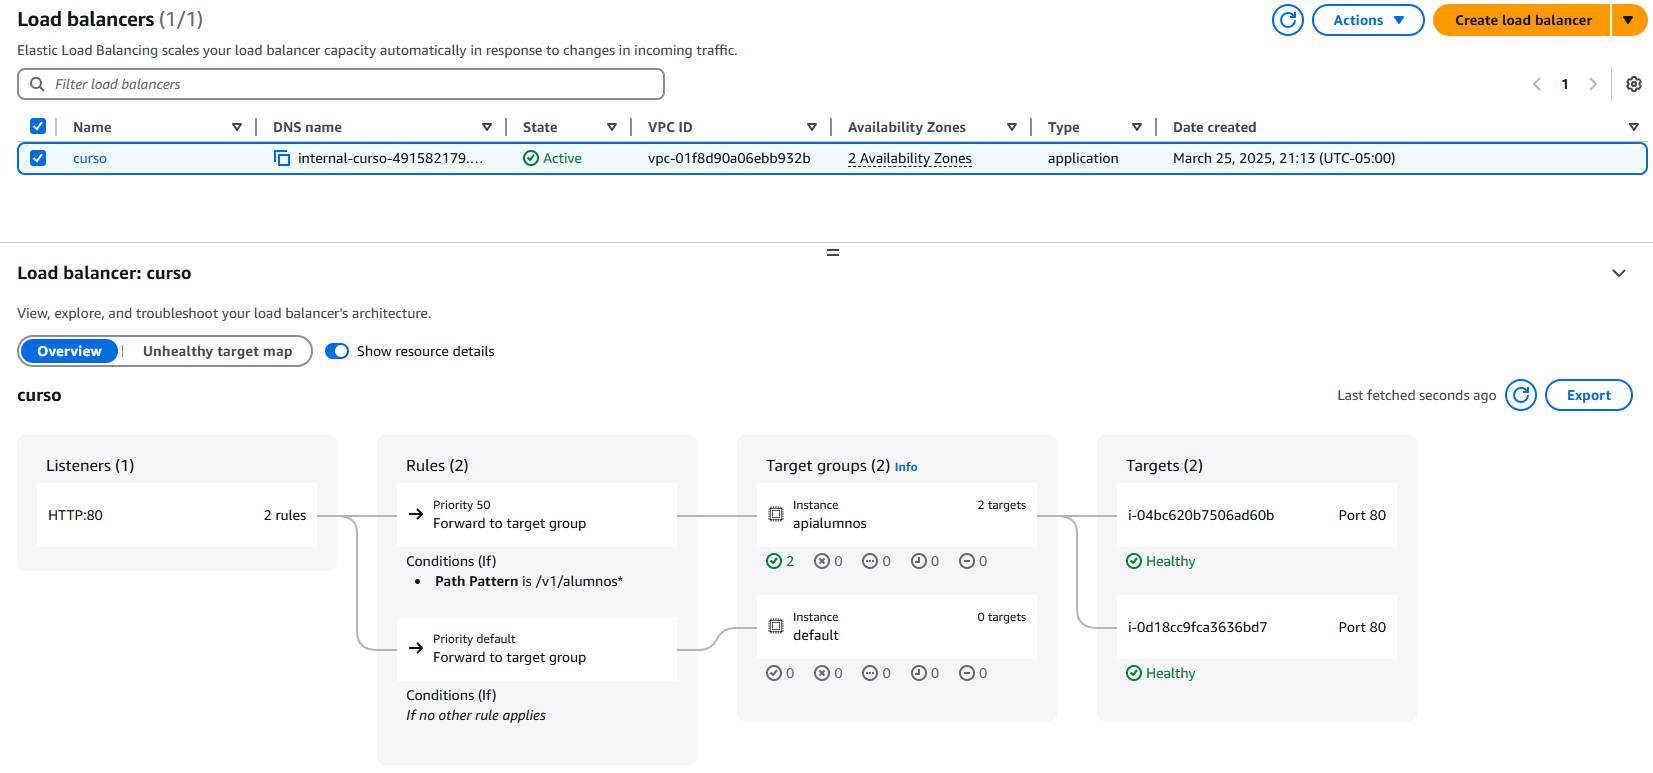 Load balancers (1/1)
Actions
Create load balancer
Elastic Load Balancing scales your load balancer capacity automatically in response to changes in incoming traffic.
Filter load balancers
1
Name DNS name State VPC ID Availability Zones Type Date created
curso internal-curso-491582179.... Active vpc-01f8d90a06ebb932b 2 Availability Zones application March 25, 2025, 21:13 (UTC-05:00)
Load balancer: curso
View, explore, and troubleshoot your load balancer's architecture.
Overview Unhealthy target map Show resource details
curso
Last fetched seconds ago
Export
Listeners (1)
HTTP:80 2 rules
Rules (2)
Priority 50
Forward to target group
Conditions (If)
• Path Pattern is /v1/alumnos*
Priority default
Forward to target group
Conditions (If)
If no other rule applies
Target groups (2) Info
Instance 2 targets
apialumnos
2 0 0 0 0
Instance 0 targets
default
0 0 0 0 0
Targets (2)
i-04bc620b7506ad60b Port 80
Healthy
i-0d18cc9fca3636bd7 Port 80
Healthy